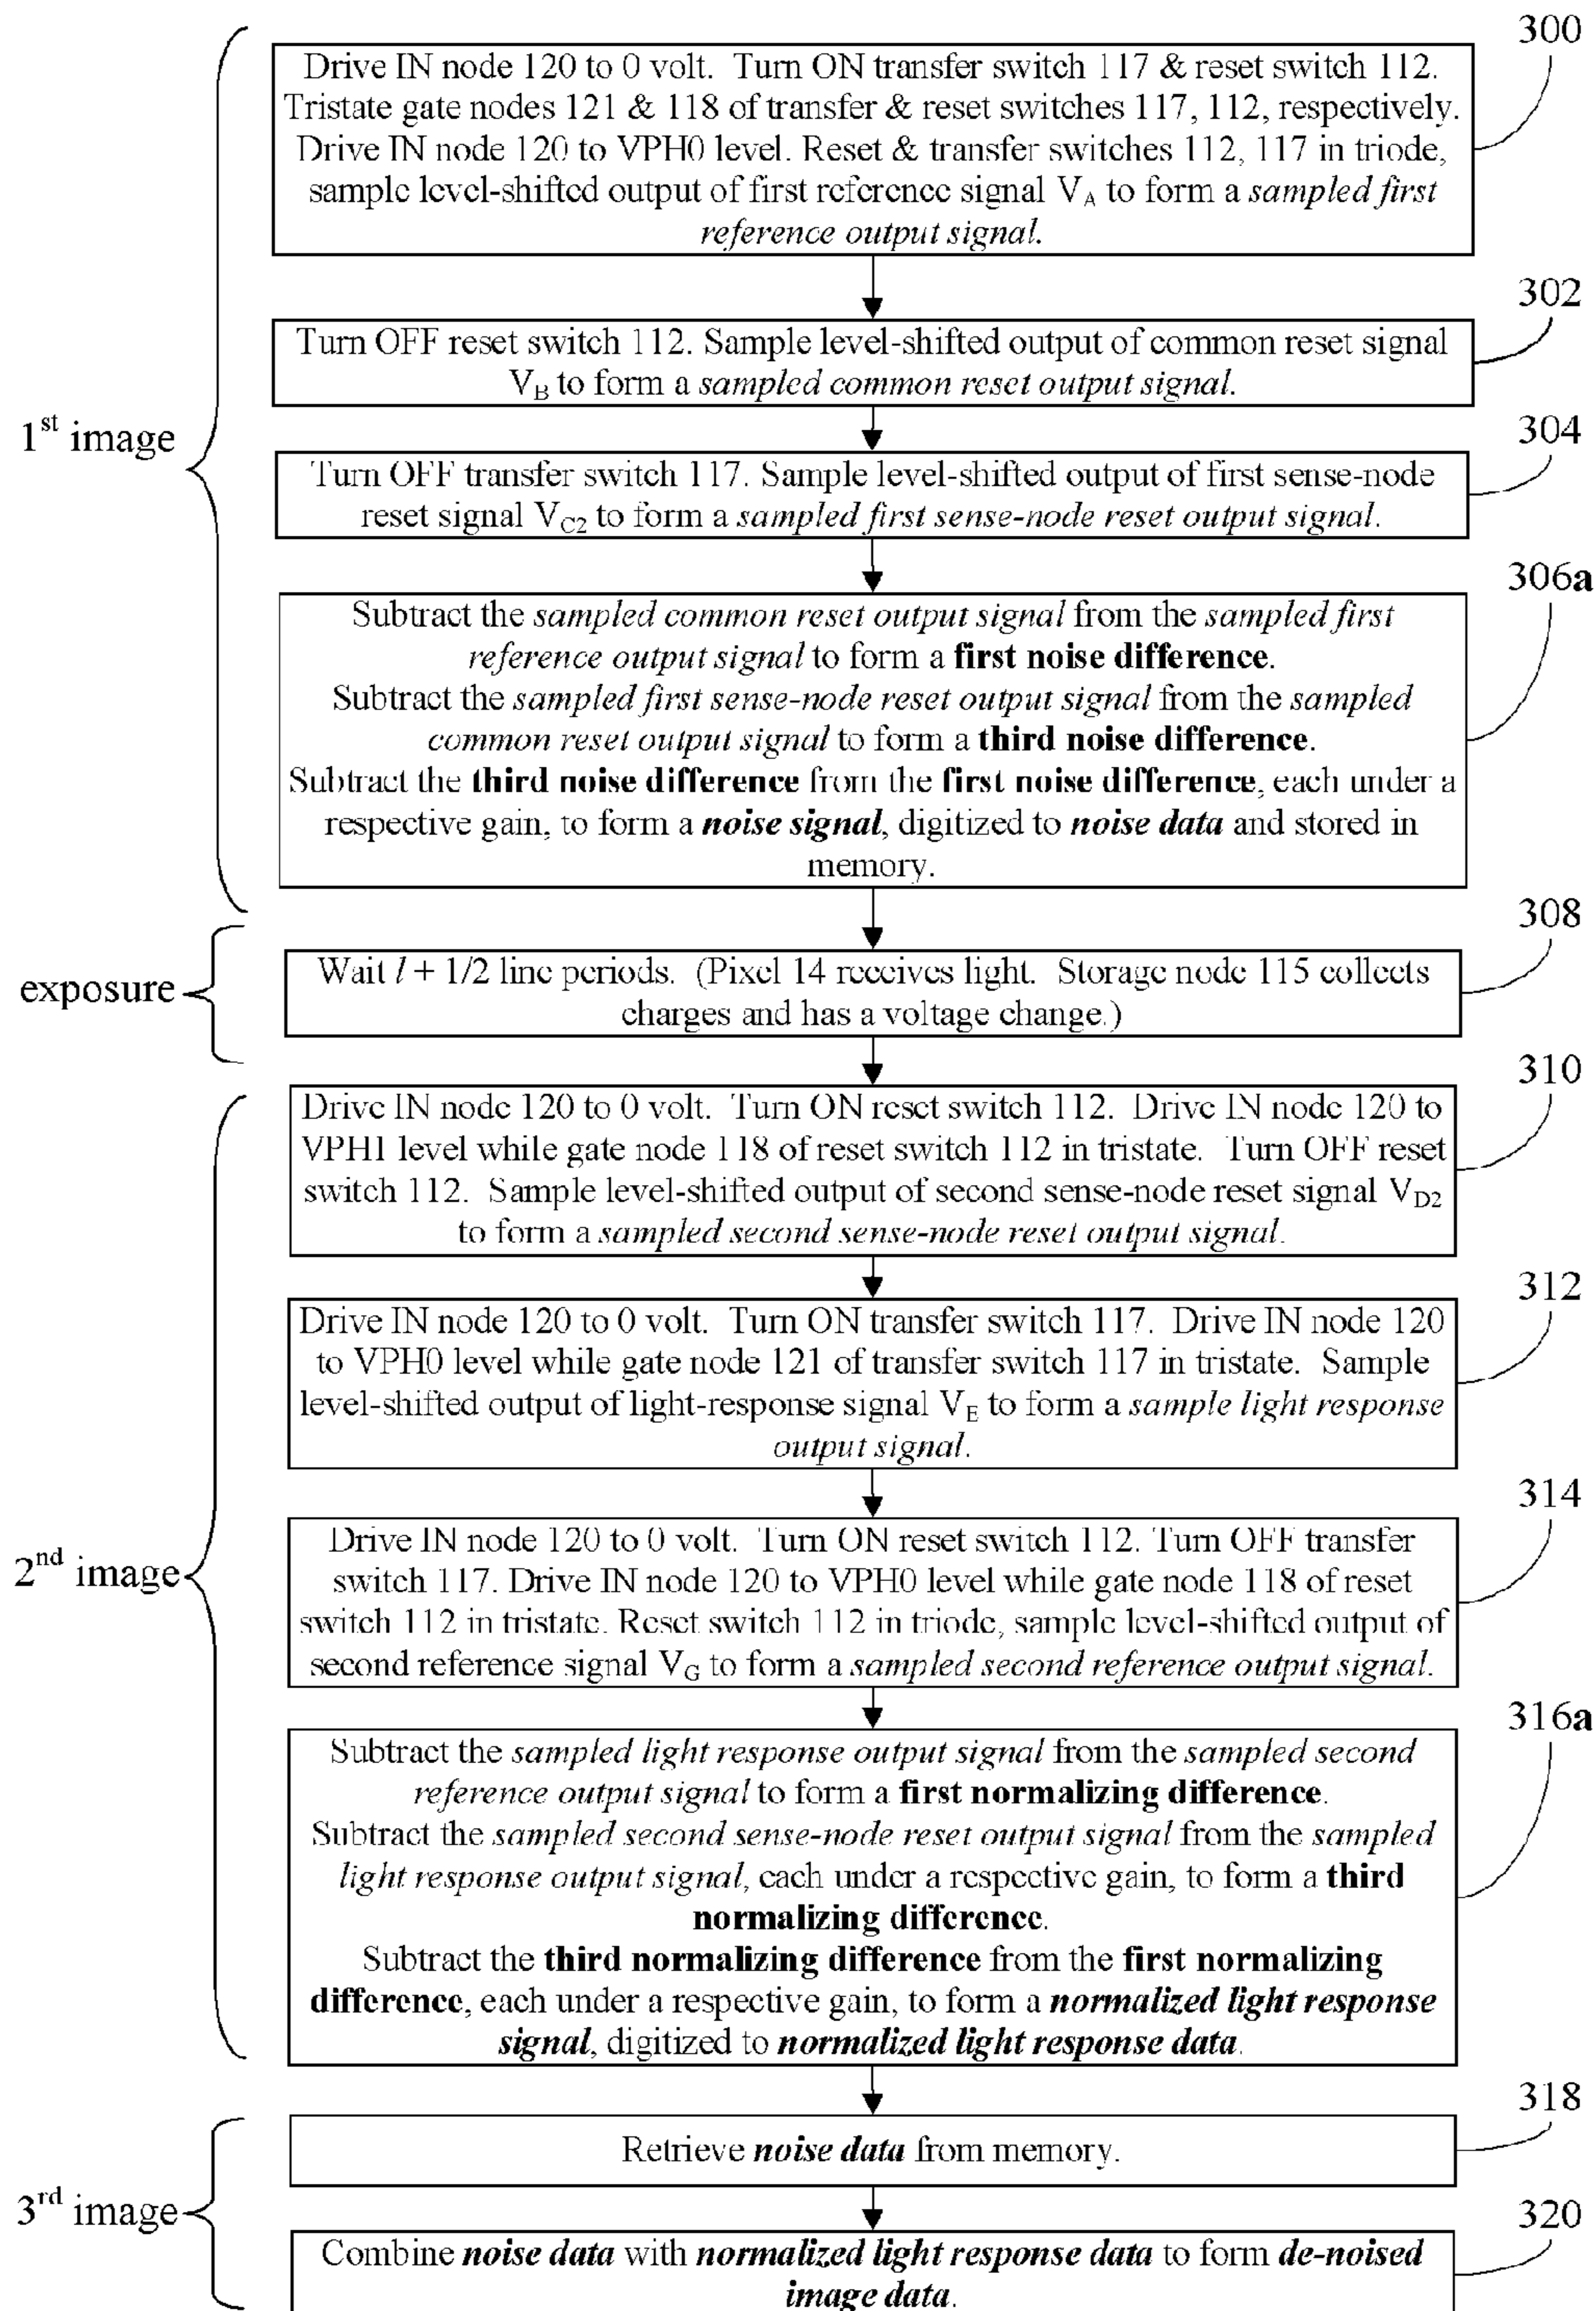 300
Drive IN node 120 to 0 volt. Turn ON transfer switch 117 & reset switch 112.
Tristate gate nodes 121 & 118 of transfer & reset switches 117, 112, respectively.
Drive IN node 120 to VPH0 level. Reset & transfer switches 112, 117 in triode,
sample level-shifted output of first reference signal VA to form a sampled first
reference output signal.
302
Turn OFF reset switch 112. Sample level-shifted output of common reset signal
VB to form a sampled common reset output signal.
1st image
304
Turn OFF transfer switch 117. Sample level-shifted output of first sense-node
reset signal VC2 to form a sampled first sense-node reset output signal.
306a
Subtract the sampled common reset output signal from the sampled first
reference output signal to form a first noise difference.
Subtract the sampled first sense-node reset output signal from the sampled
common reset output signal to form a third noise difference.
Subtract the third noise difference from the first noise difference, each under a
respective gain, to form a noise signal, digitized to noise data and stored in
memory.
308
exposure
Wait l + 1/2 line periods. (Pixel 14 receives light. Storage node 115 collects
charges and has a voltage change.)
310
Drive IN node 120 to 0 volt. Turn ON reset switch 112. Drive IN node 120 to
VPH1 level while gate node 118 of reset switch 112 in tristate. Turn OFF reset
switch 112. Sample level-shifted output of second sense-node reset signal VD2
to form a sampled second sense-node reset output signal.
312
Drive IN node 120 to 0 volt. Turn ON transfer switch 117. Drive IN node 120
to VPH0 level while gate node 121 of transfer switch 117 in tristate. Sample
level-shifted output of light-response signal VE to form a sample light response
output signal.
314
2nd image
Drive IN node 120 to 0 volt. Turn ON reset switch 112. Turn OFF transfer
switch 117. Drive IN node 120 to VPH0 level while gate node 118 of reset
switch 112 in tristate. Reset switch 112 in triode, sample level-shifted output of
second reference signal VG to form a sampled second reference output signal.
316a
Subtract the sampled light response output signal from the sampled second
reference output signal to form a first normalizing difference.
Subtract the sampled second sense-node reset output signal from the sampled
light response output signal, each under a respective gain, to form a third
normalizing difference.
Subtract the third normalizing difference from the first normalizing
difference, each under a respective gain, to form a normalized light response
signal, digitized to normalized light response data.
318
Retrieve noise data from memory.
3rd image
320
Combine noise data with normalized light response data to form de-noised
image data.